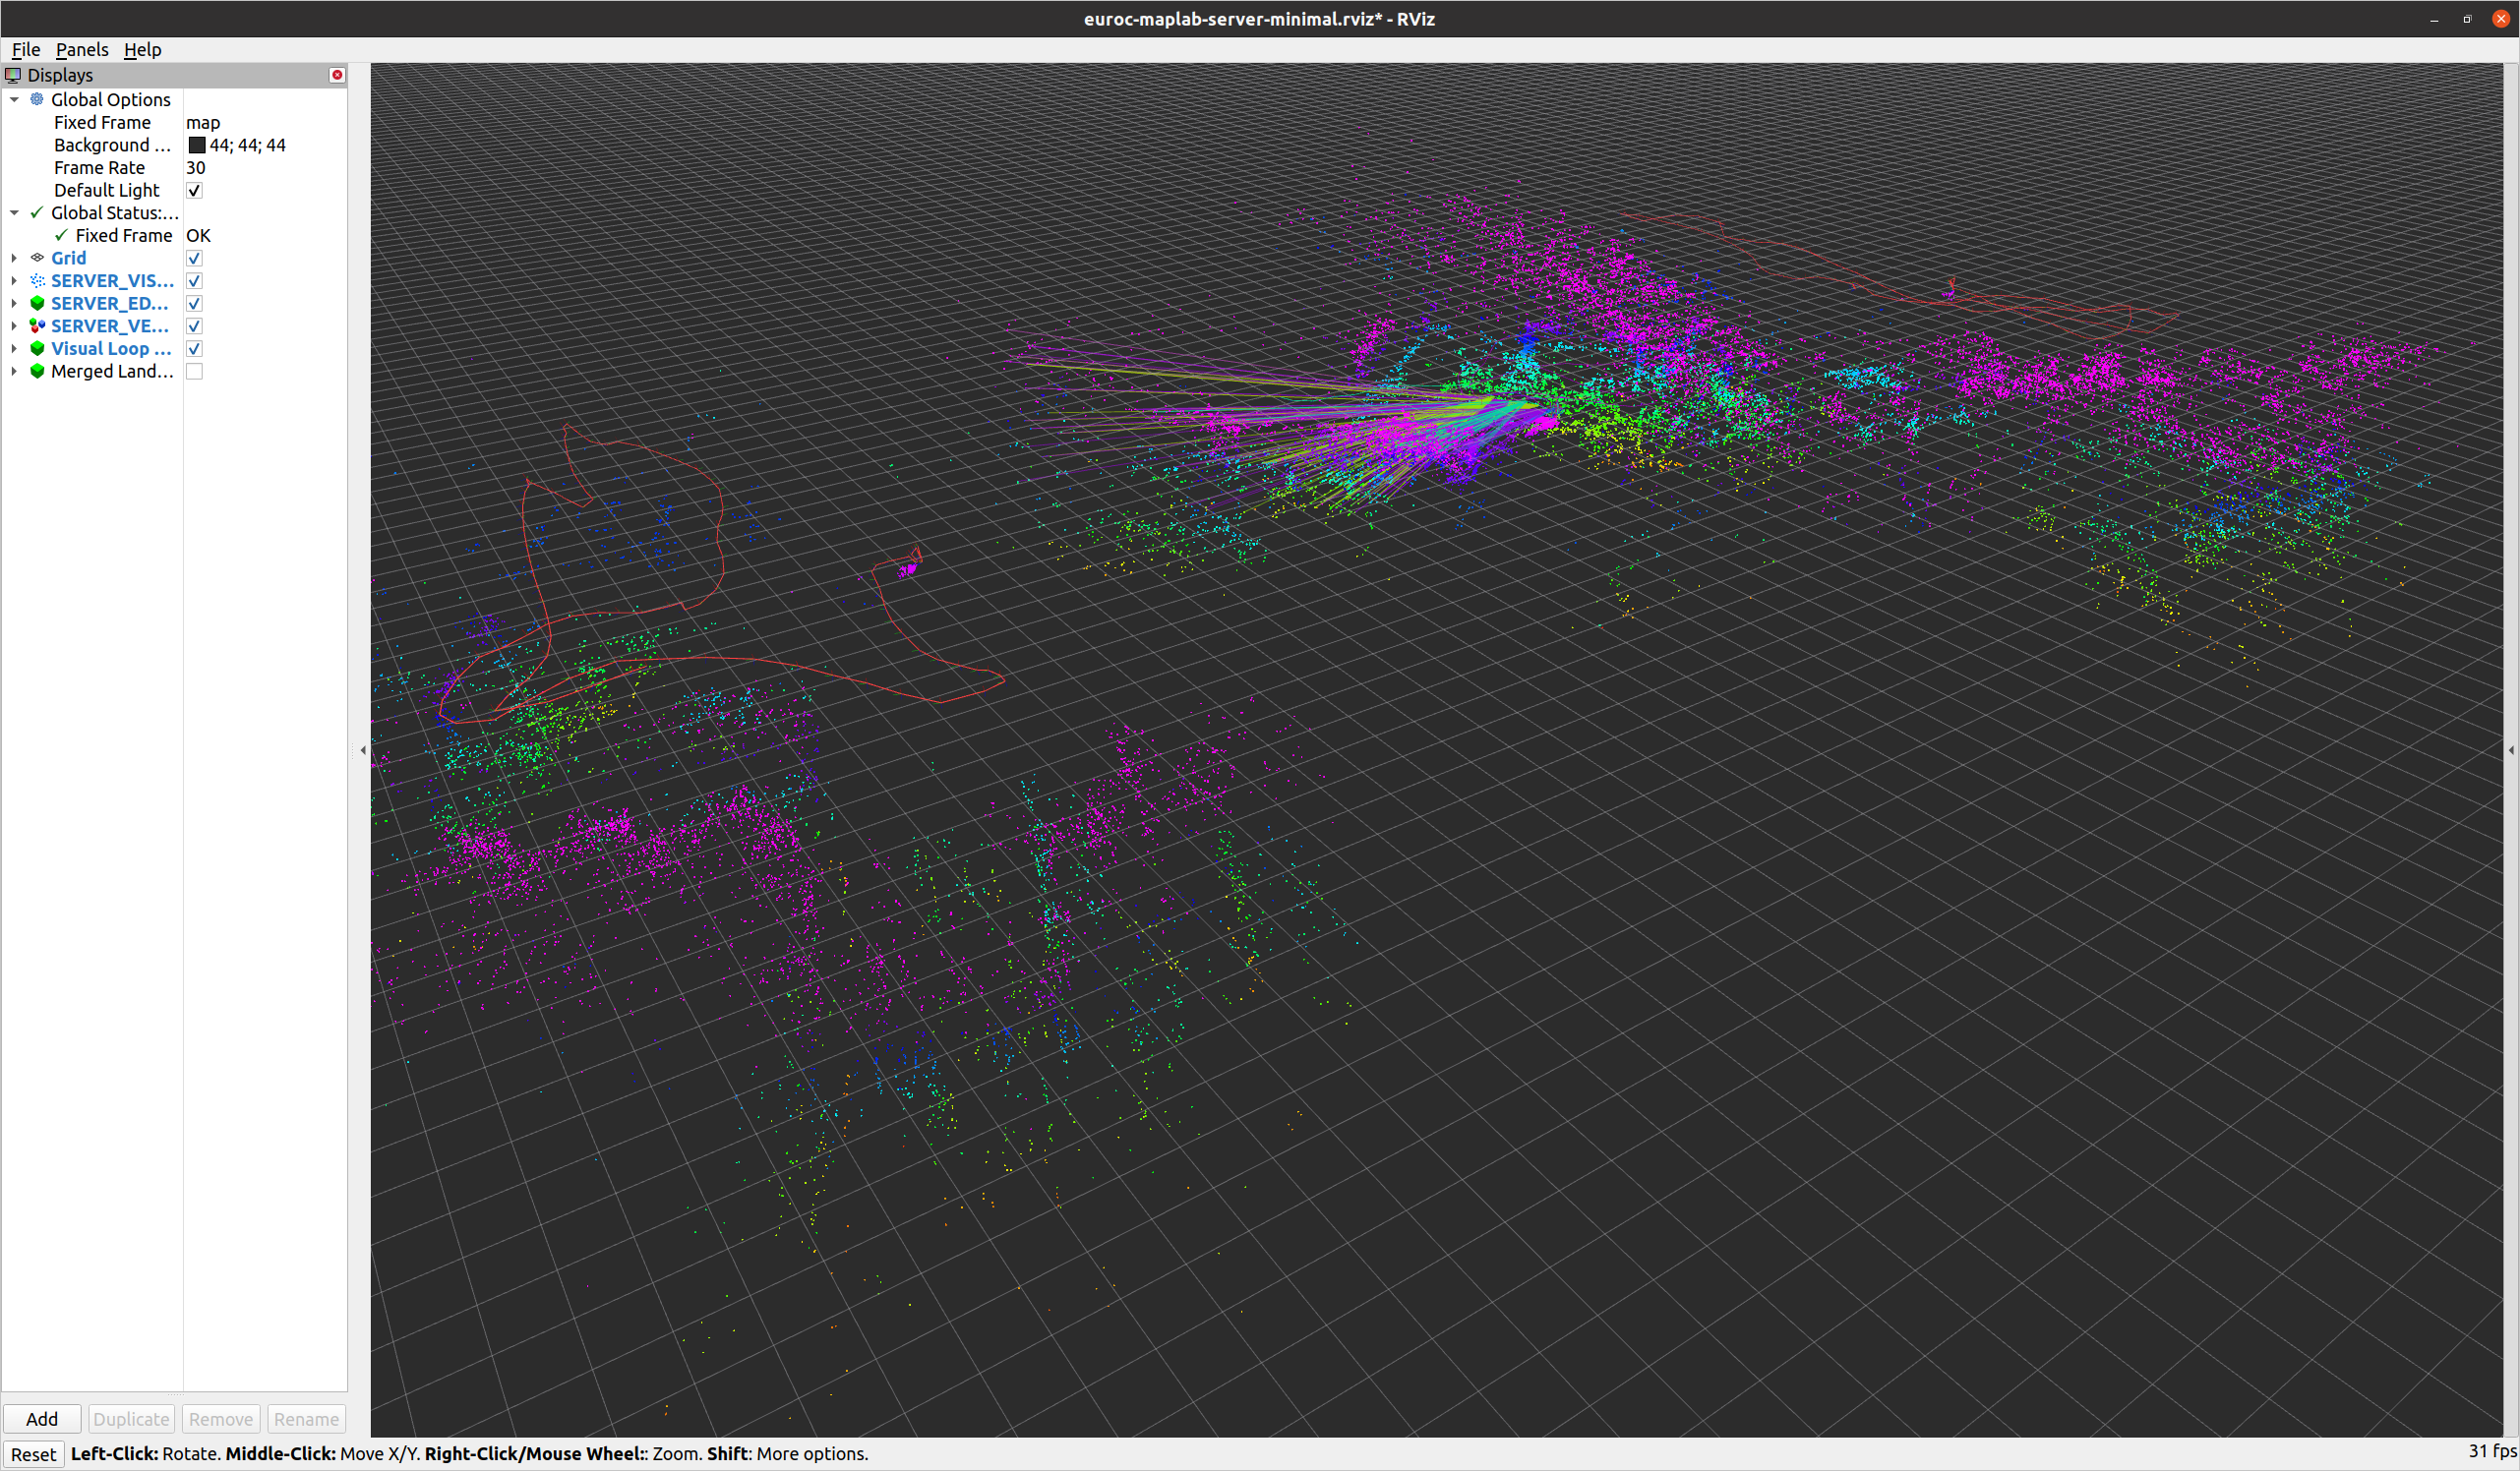 euroc-maplab-server-minimal.rviz* - RViz
File Panels Help
Displays
Global Options
Fixed Frame map
Background ... 44; 44; 44
Frame Rate 30
Default Light
Global Status:...
Fixed Frame OK
Grid
SERVER_VIS...
SERVER_ED...
SERVER_VE...
Visual Loop ...
Merged Land...
Add Duplicate Remove Rename
Reset Left-Click: Rotate. Middle-Click: Move X/Y. Right-Click/Mouse Wheel:: Zoom. Shift: More options. 31 fps